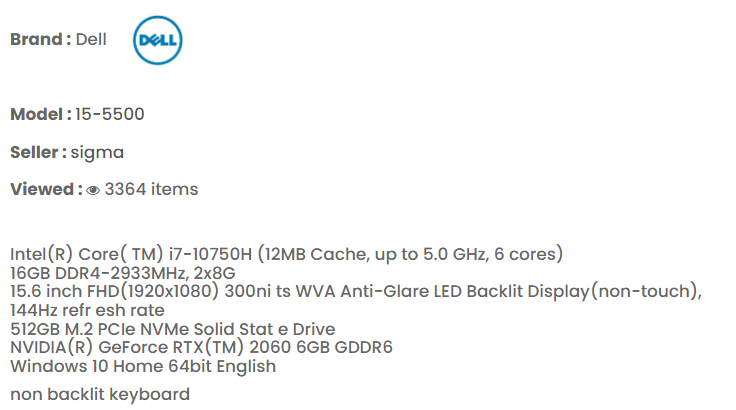 Brand : Dell DELL
Model : 15-5500
Seller : sigma
Viewed : 3364 items
Intel(R) Core( TM) i7-10750H (12MB Cache, up to 5.0 GHz, 6 cores)
16GB DDR4-2933MHz, 2x8G
15.6 inch FHD(1920x1080) 300ni ts WVA Anti-Glare LED Backlit Display(non-touch),
144Hz refr esh rate
512GB M.2 PCIe NVMe Solid Stat e Drive
NVIDIA(R) GeForce RTX(TM) 2060 6GB GDDR6
Windows 10 Home 64bit English
non backlit keyboard